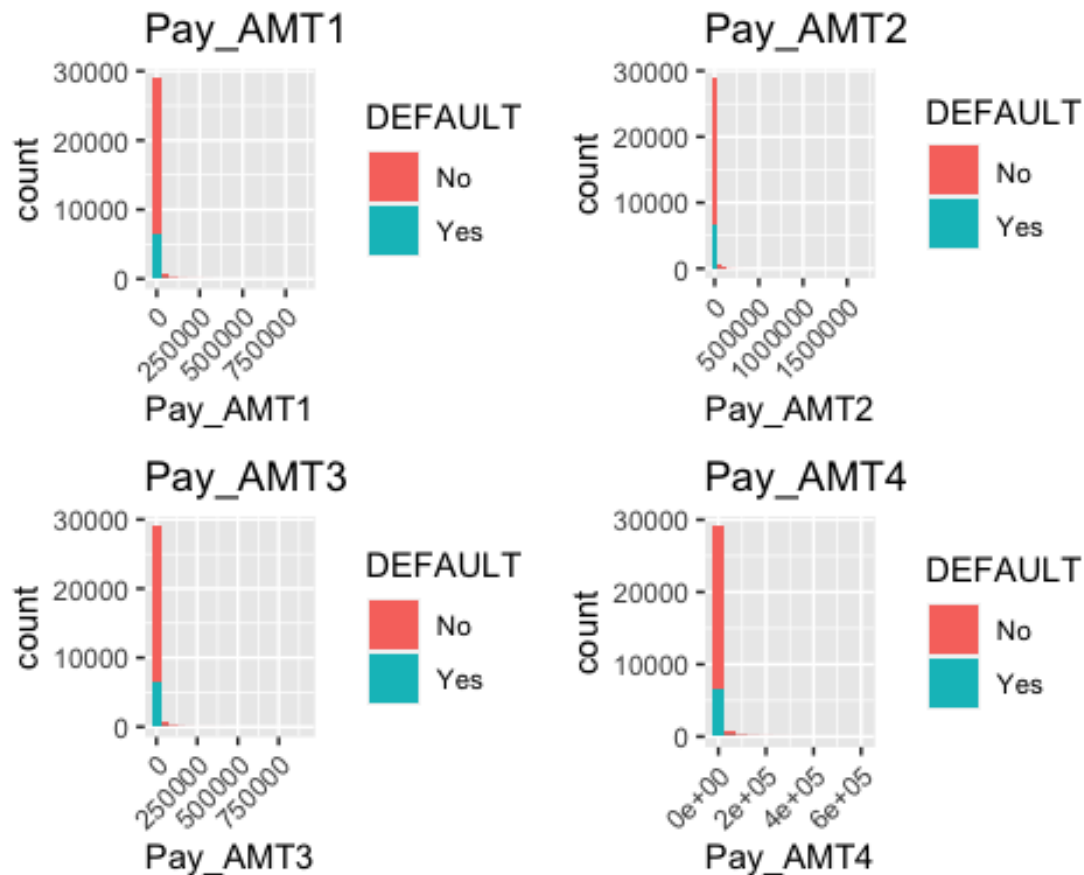 Pay_AMT1
30000
20000
10000
0
count
0
250000
500000
750000
Pay_AMT1
DEFAULT
No
Yes
Pay_AMT2
30000
20000
10000
0
count
0
500000
1000000
1500000
Pay_AMT2
DEFAULT
No
Yes
Pay_AMT3
30000
20000
10000
0
count
0
250000
500000
750000
Pay_AMT3
DEFAULT
No
Yes
Pay_AMT4
30000
20000
10000
0
count
0e+00
2e+05
4e+05
6e+05
Pay_AMT4
DEFAULT
No
Yes